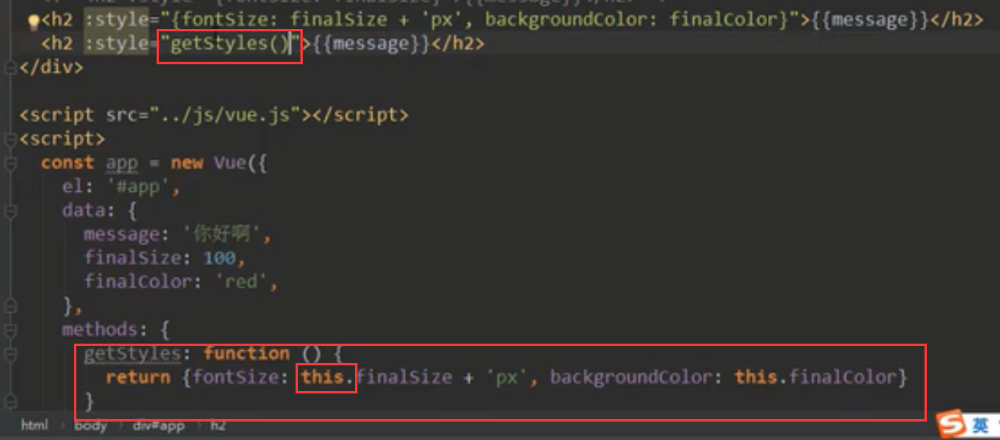 <h2 :style="{fontSize: finalSize + 'px', backgroundColor: finalColor}">{{message}}</h2>
<h2 :style="getStyles()">{{message}}</h2>
</div>
<script src="../js/vue.js"></script>
<script>
const app = new Vue({
el: '#app',
data: {
message: '你好啊',
finalSize: 100,
finalColor: 'red',
},
methods: {
getStyles: function () {
return {fontSize: this.finalSize + 'px', backgroundColor: this.finalColor}
}
html › body › div#app › h2
英